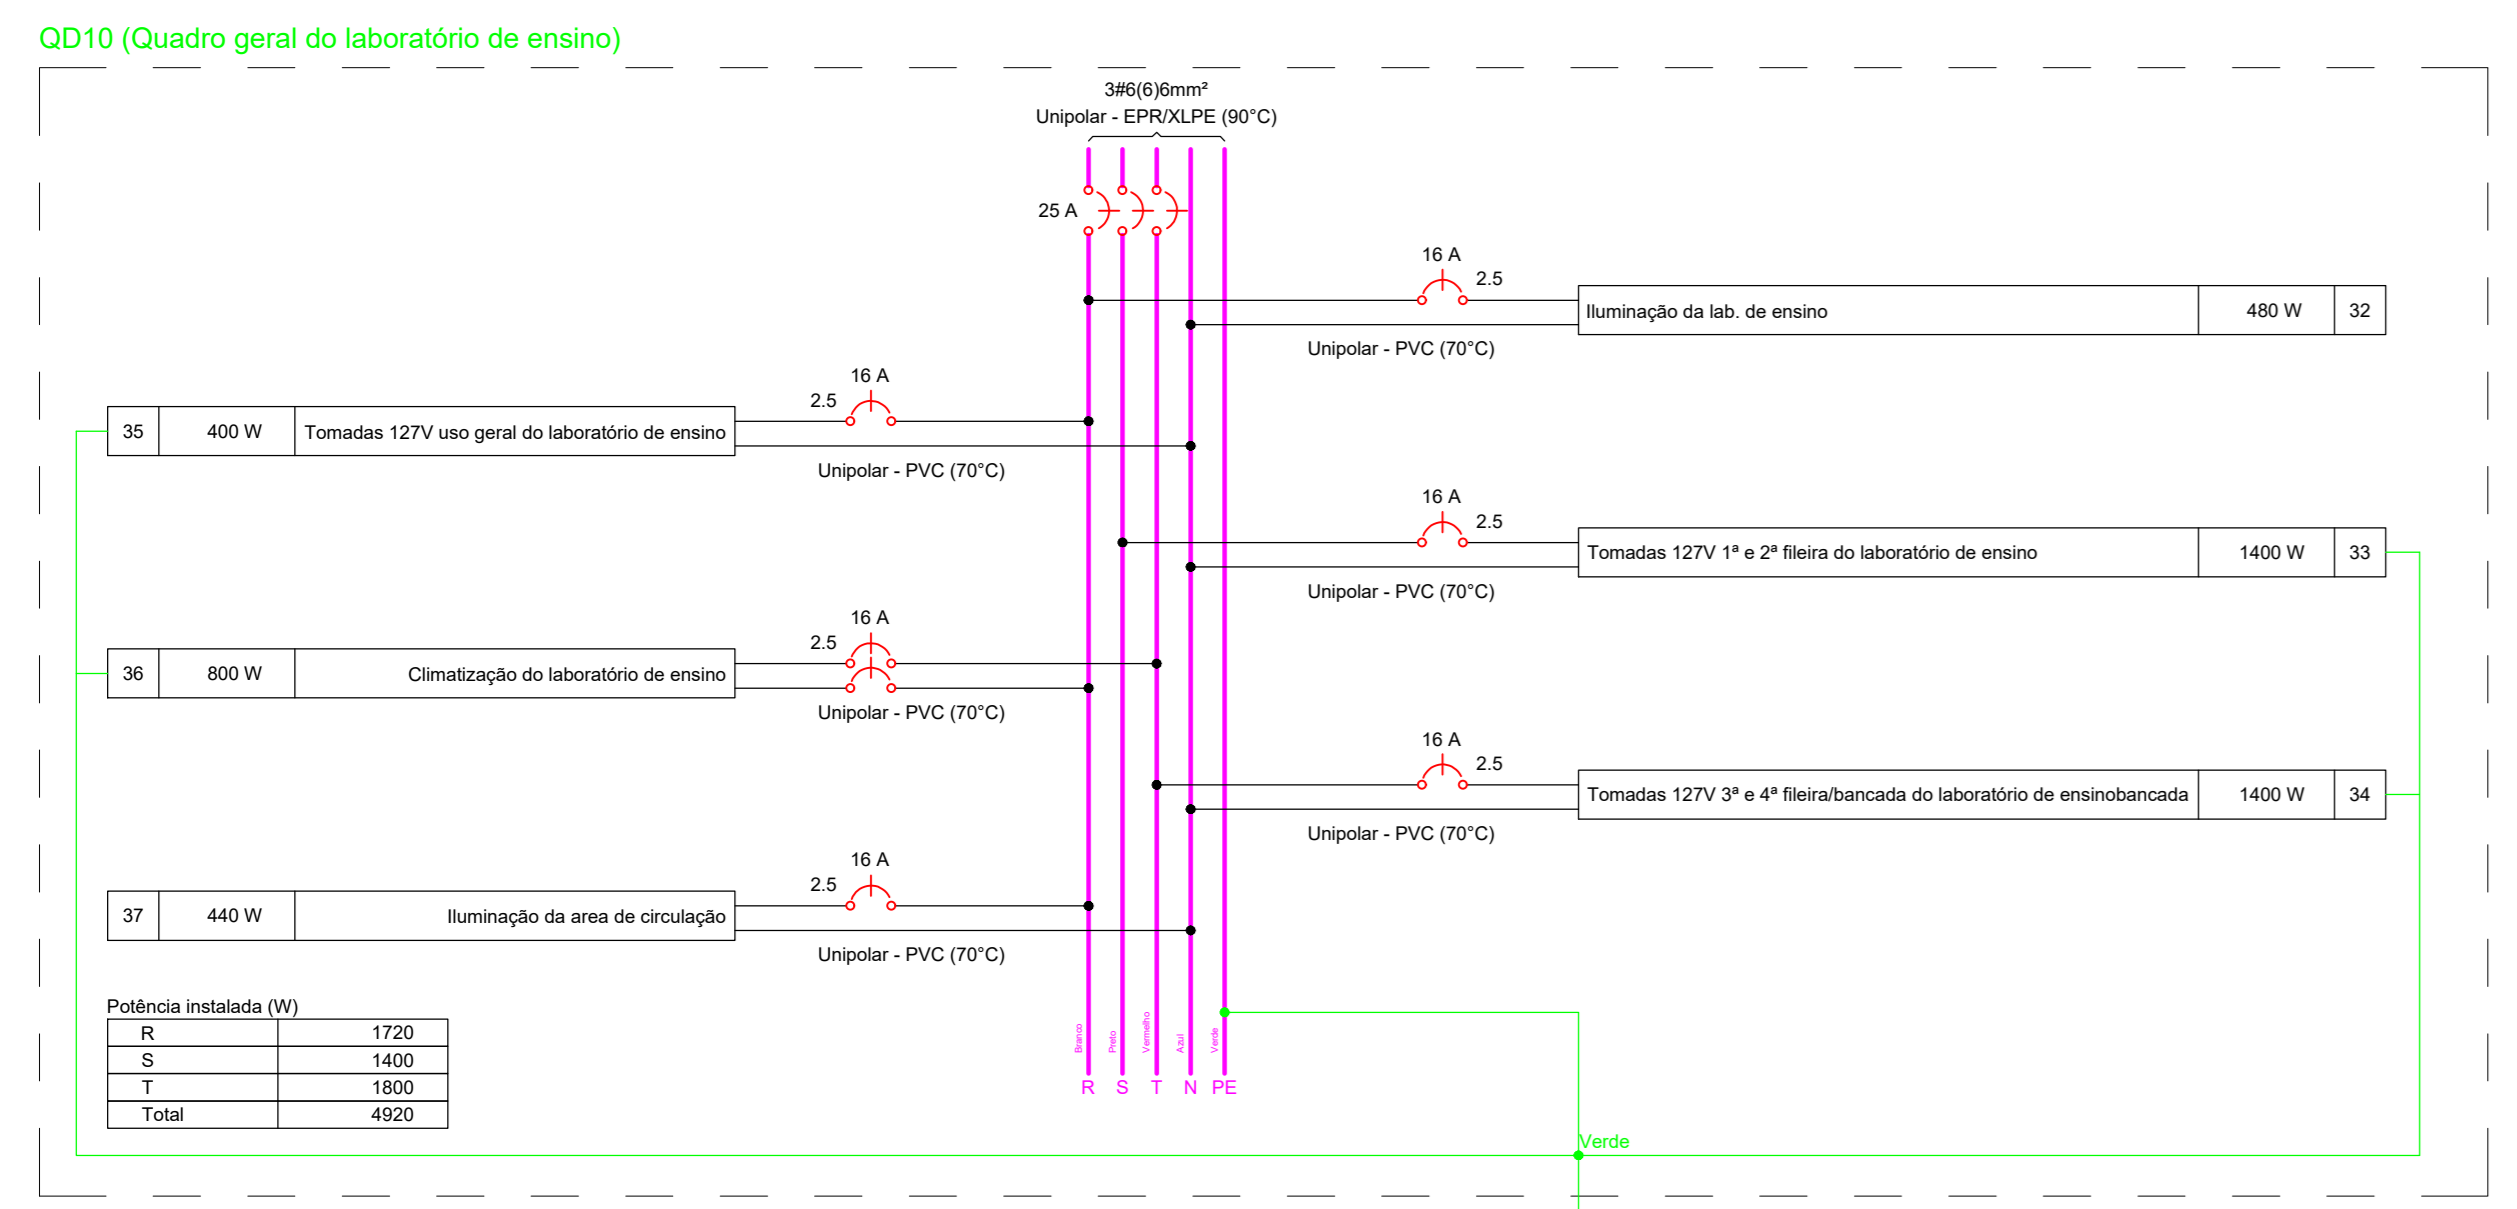 QD10 (Quadro geral do laboratório de ensino)
3#6(6)6mm²
Unipolar - EPR/XLPE (90°C)
25 A
16 A
2.5
Iluminação da lab. de ensino 480 W 32
Unipolar - PVC (70°C)
16 A
2.5
35 400 W Tomadas 127V uso geral do laboratório de ensino
Unipolar - PVC (70°C)
16 A
2.5
Tomadas 127V 1ª e 2ª fileira do laboratório de ensino 1400 W 33
Unipolar - PVC (70°C)
16 A
2.5
36 800 W Climatização do laboratório de ensino
Unipolar - PVC (70°C)
16 A
2.5
Tomadas 127V 3ª e 4ª fileira/bancada do laboratório de ensinobancada 1400 W 34
Unipolar - PVC (70°C)
16 A
2.5
37 440 W Iluminação da area de circulação
Unipolar - PVC (70°C)
Potência instalada (W)
R 1720
S 1400
T 1800
Total 4920
Branco
Preto
Vermelho
Azul
Verde
R S T N PE
Verde